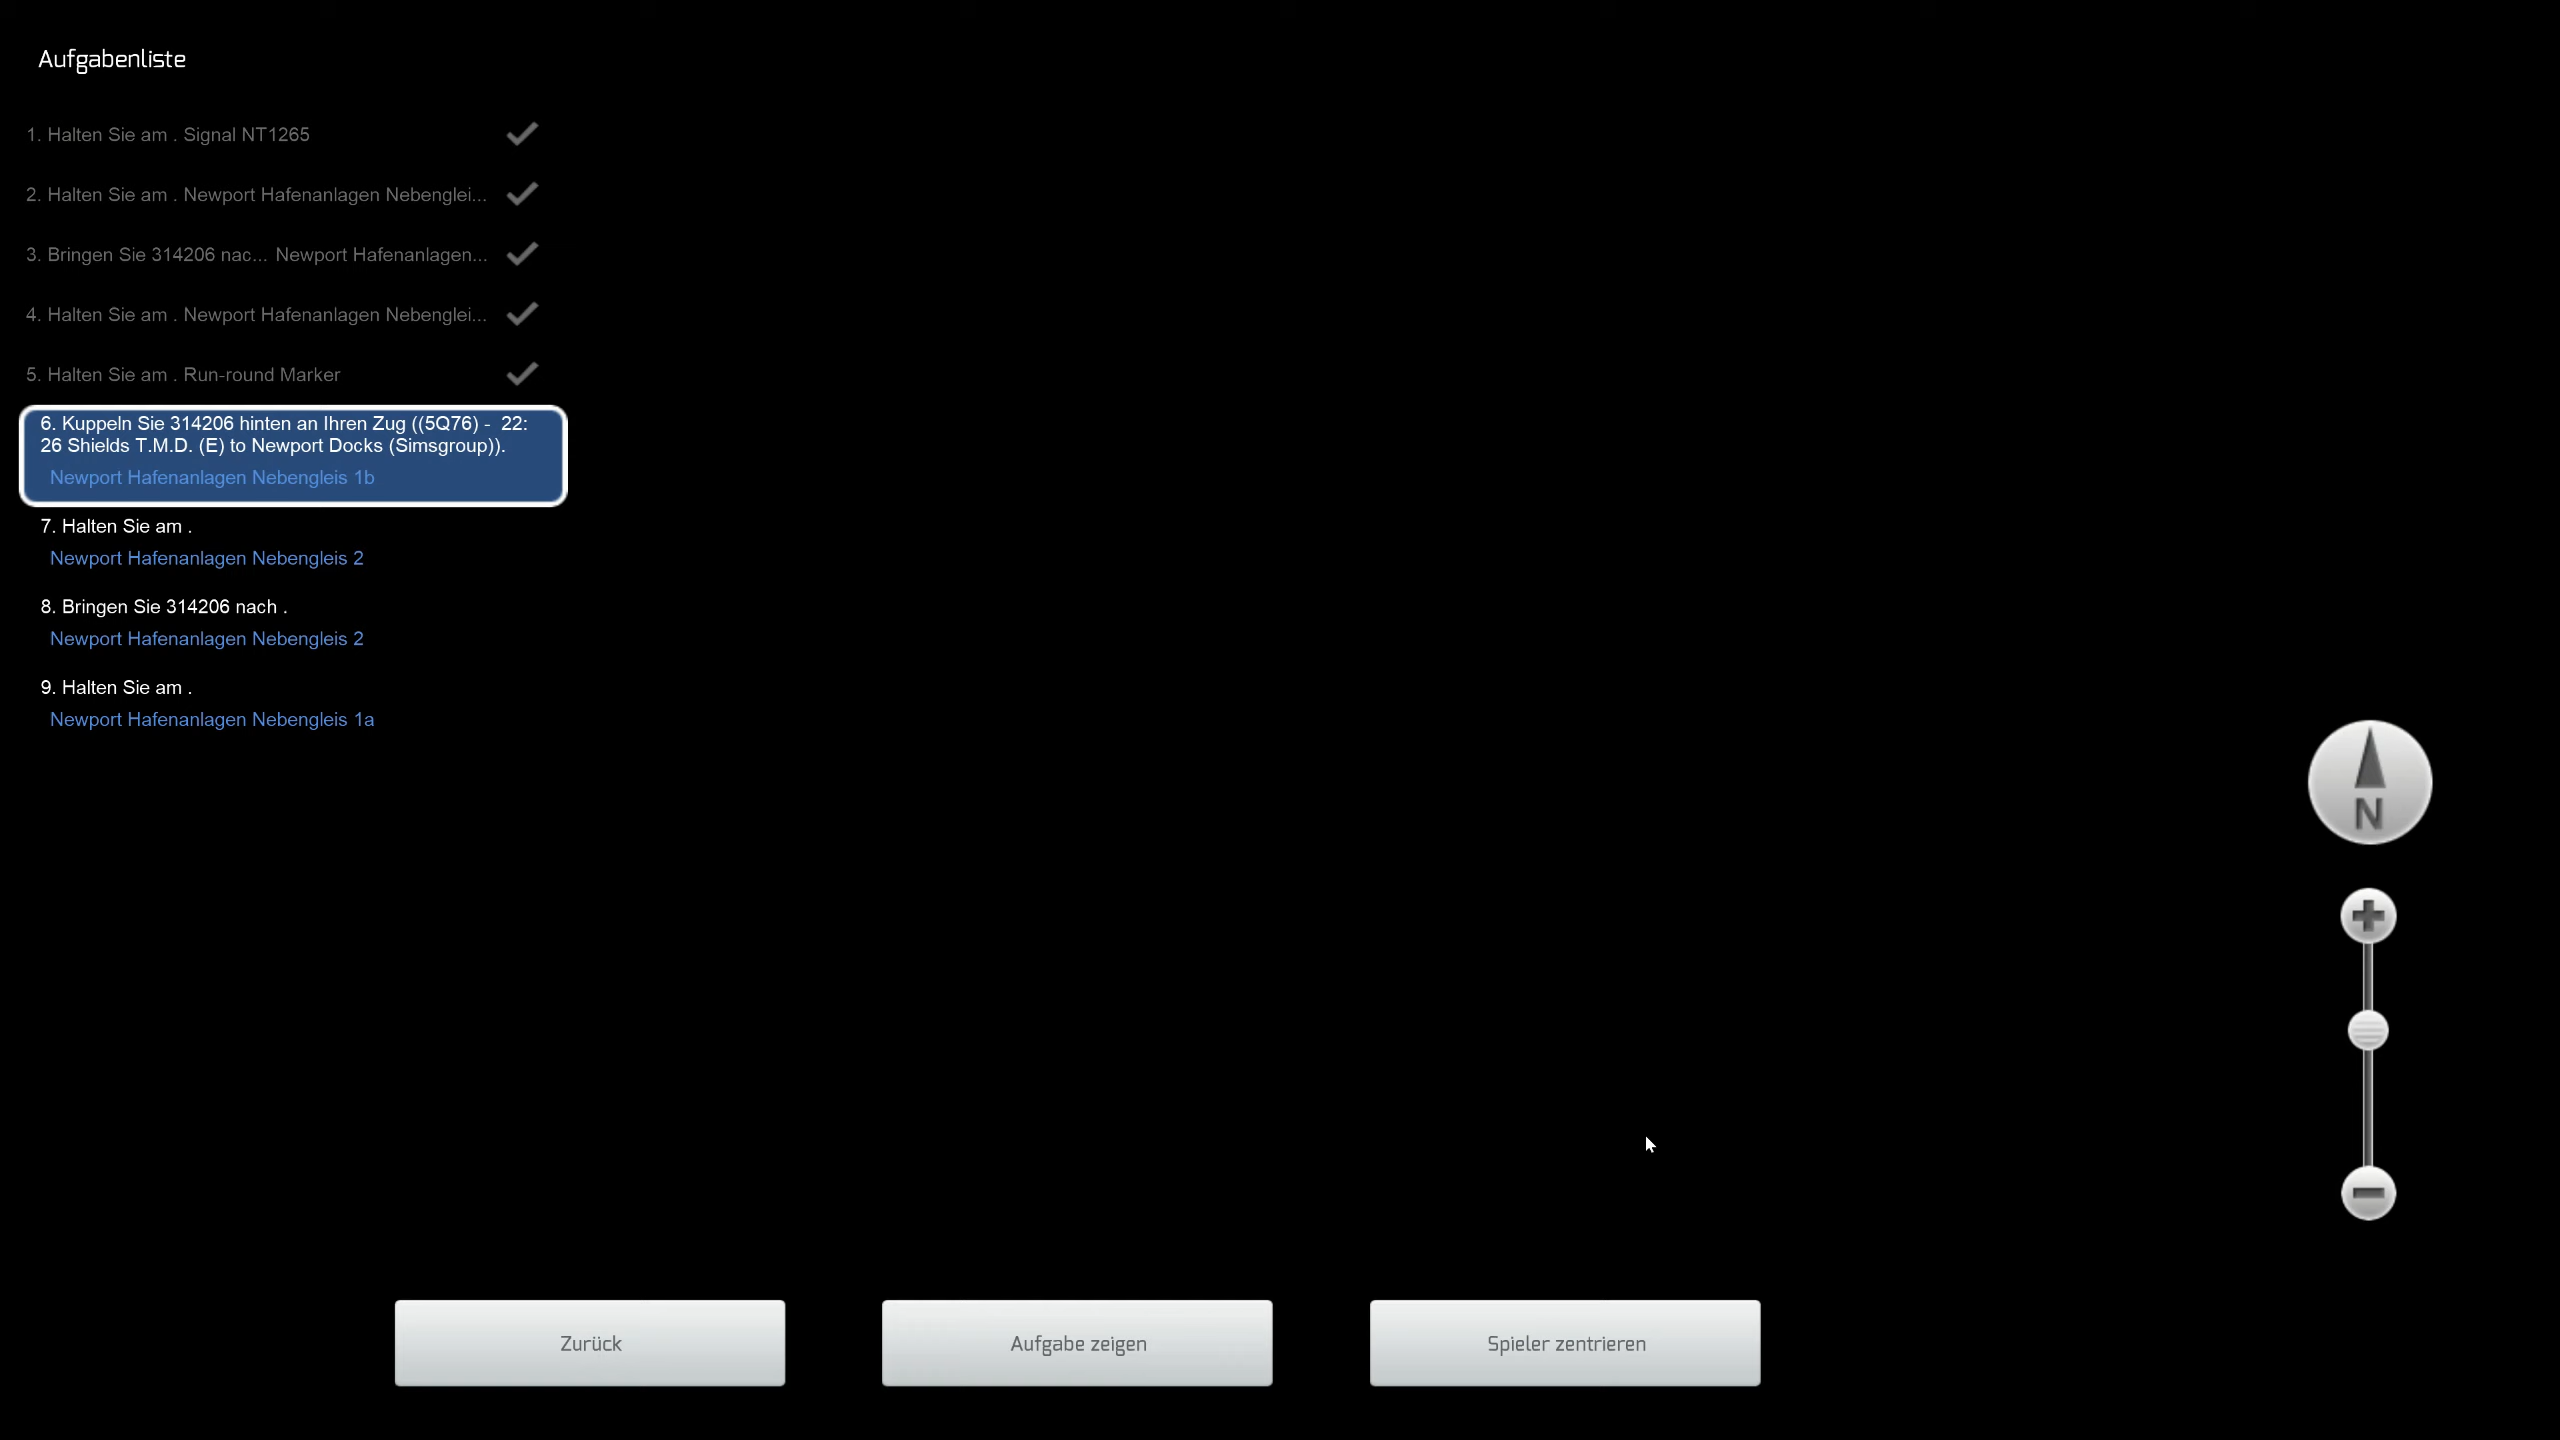 Aufgabenliste
1. Halten Sie am . Signal NT1265
2. Halten Sie am . Newport Hafenanlagen Nebenglei...
3. Bringen Sie 314206 nac... Newport Hafenanlagen...
4. Halten Sie am . Newport Hafenanlagen Nebenglei...
5. Halten Sie am . Run-round Marker
6. Kuppeln Sie 314206 hinten an Ihren Zug ((5Q76) - 22:
26 Shields T.M.D. (E) to Newport Docks (Simsgroup)).
Newport Hafenanlagen Nebengleis 1b
7. Halten Sie am .
Newport Hafenanlagen Nebengleis 2
8. Bringen Sie 314206 nach .
Newport Hafenanlagen Nebengleis 2
9. Halten Sie am .
Newport Hafenanlagen Nebengleis 1a
N
Zurück
Aufgabe zeigen
Spieler zentrieren